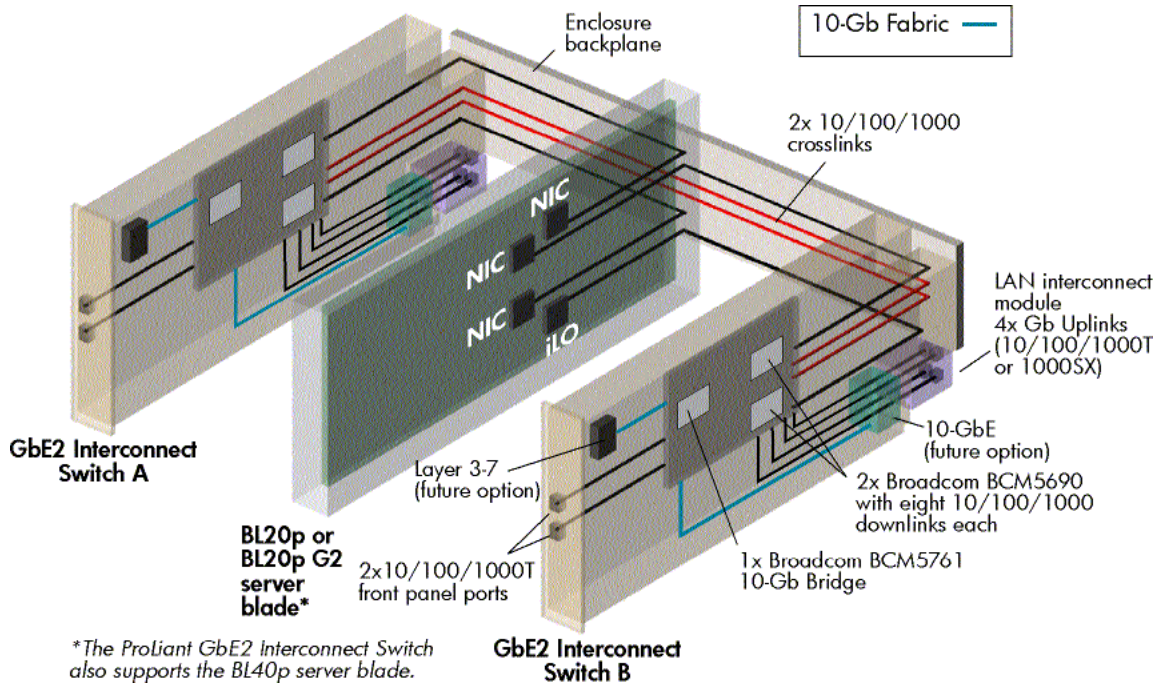 Enclosure
backplane
10-Gb Fabric
2x 10/100/1000
crosslinks
NIC
NIC
NIC
iLO
LAN interconnect
module
4x Gb Uplinks
(10/100/1000T
or 1000SX)
GbE2 Interconnect
Switch A
Layer 3-7
(future option)
10-GbE
(future option)
2x Broadcom BCM5690
with eight 10/100/1000
downlinks each
BL20p or
BL20p G2
server
blade*
2x10/100/1000T
front panel ports
1x Broadcom BCM5761
10-Gb Bridge
*The ProLiant GbE2 Interconnect Switch
also supports the BL40p server blade.
GbE2 Interconnect
Switch B